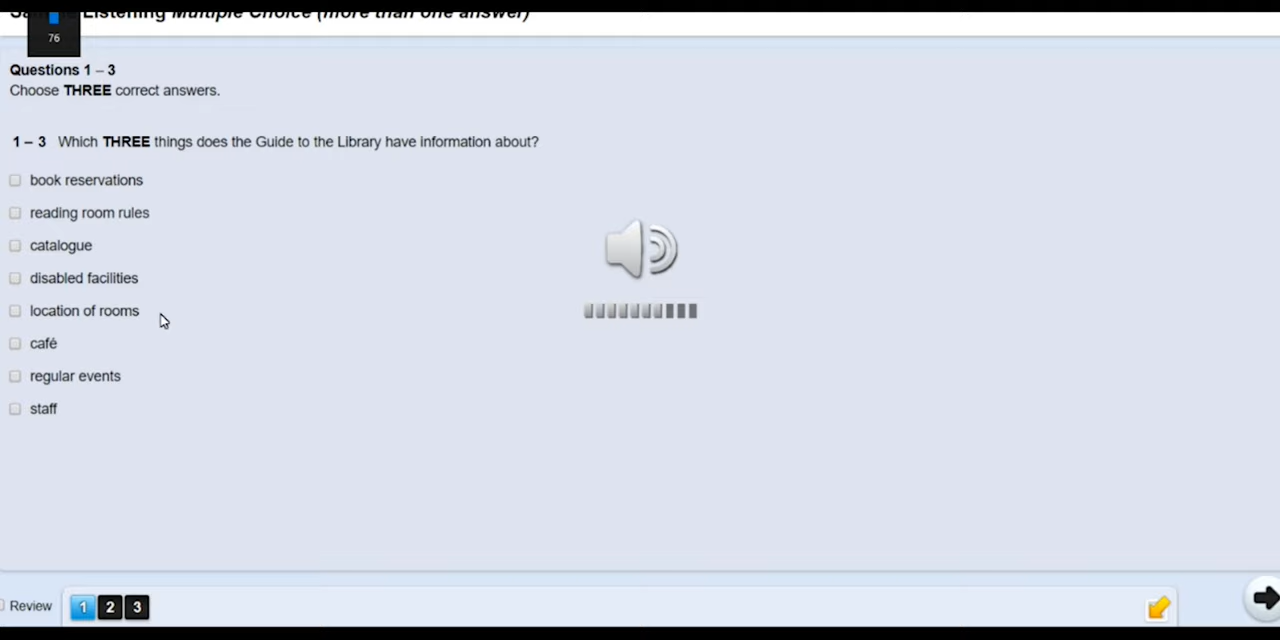 Listening Multiple Choice (more than one answer)
76
Questions 1 – 3
Choose THREE correct answers.
1 – 3 Which THREE things does the Guide to the Library have information about?
book reservations
reading room rules
catalogue
disabled facilities
location of rooms
café
regular events
staff
Review 1 2 3